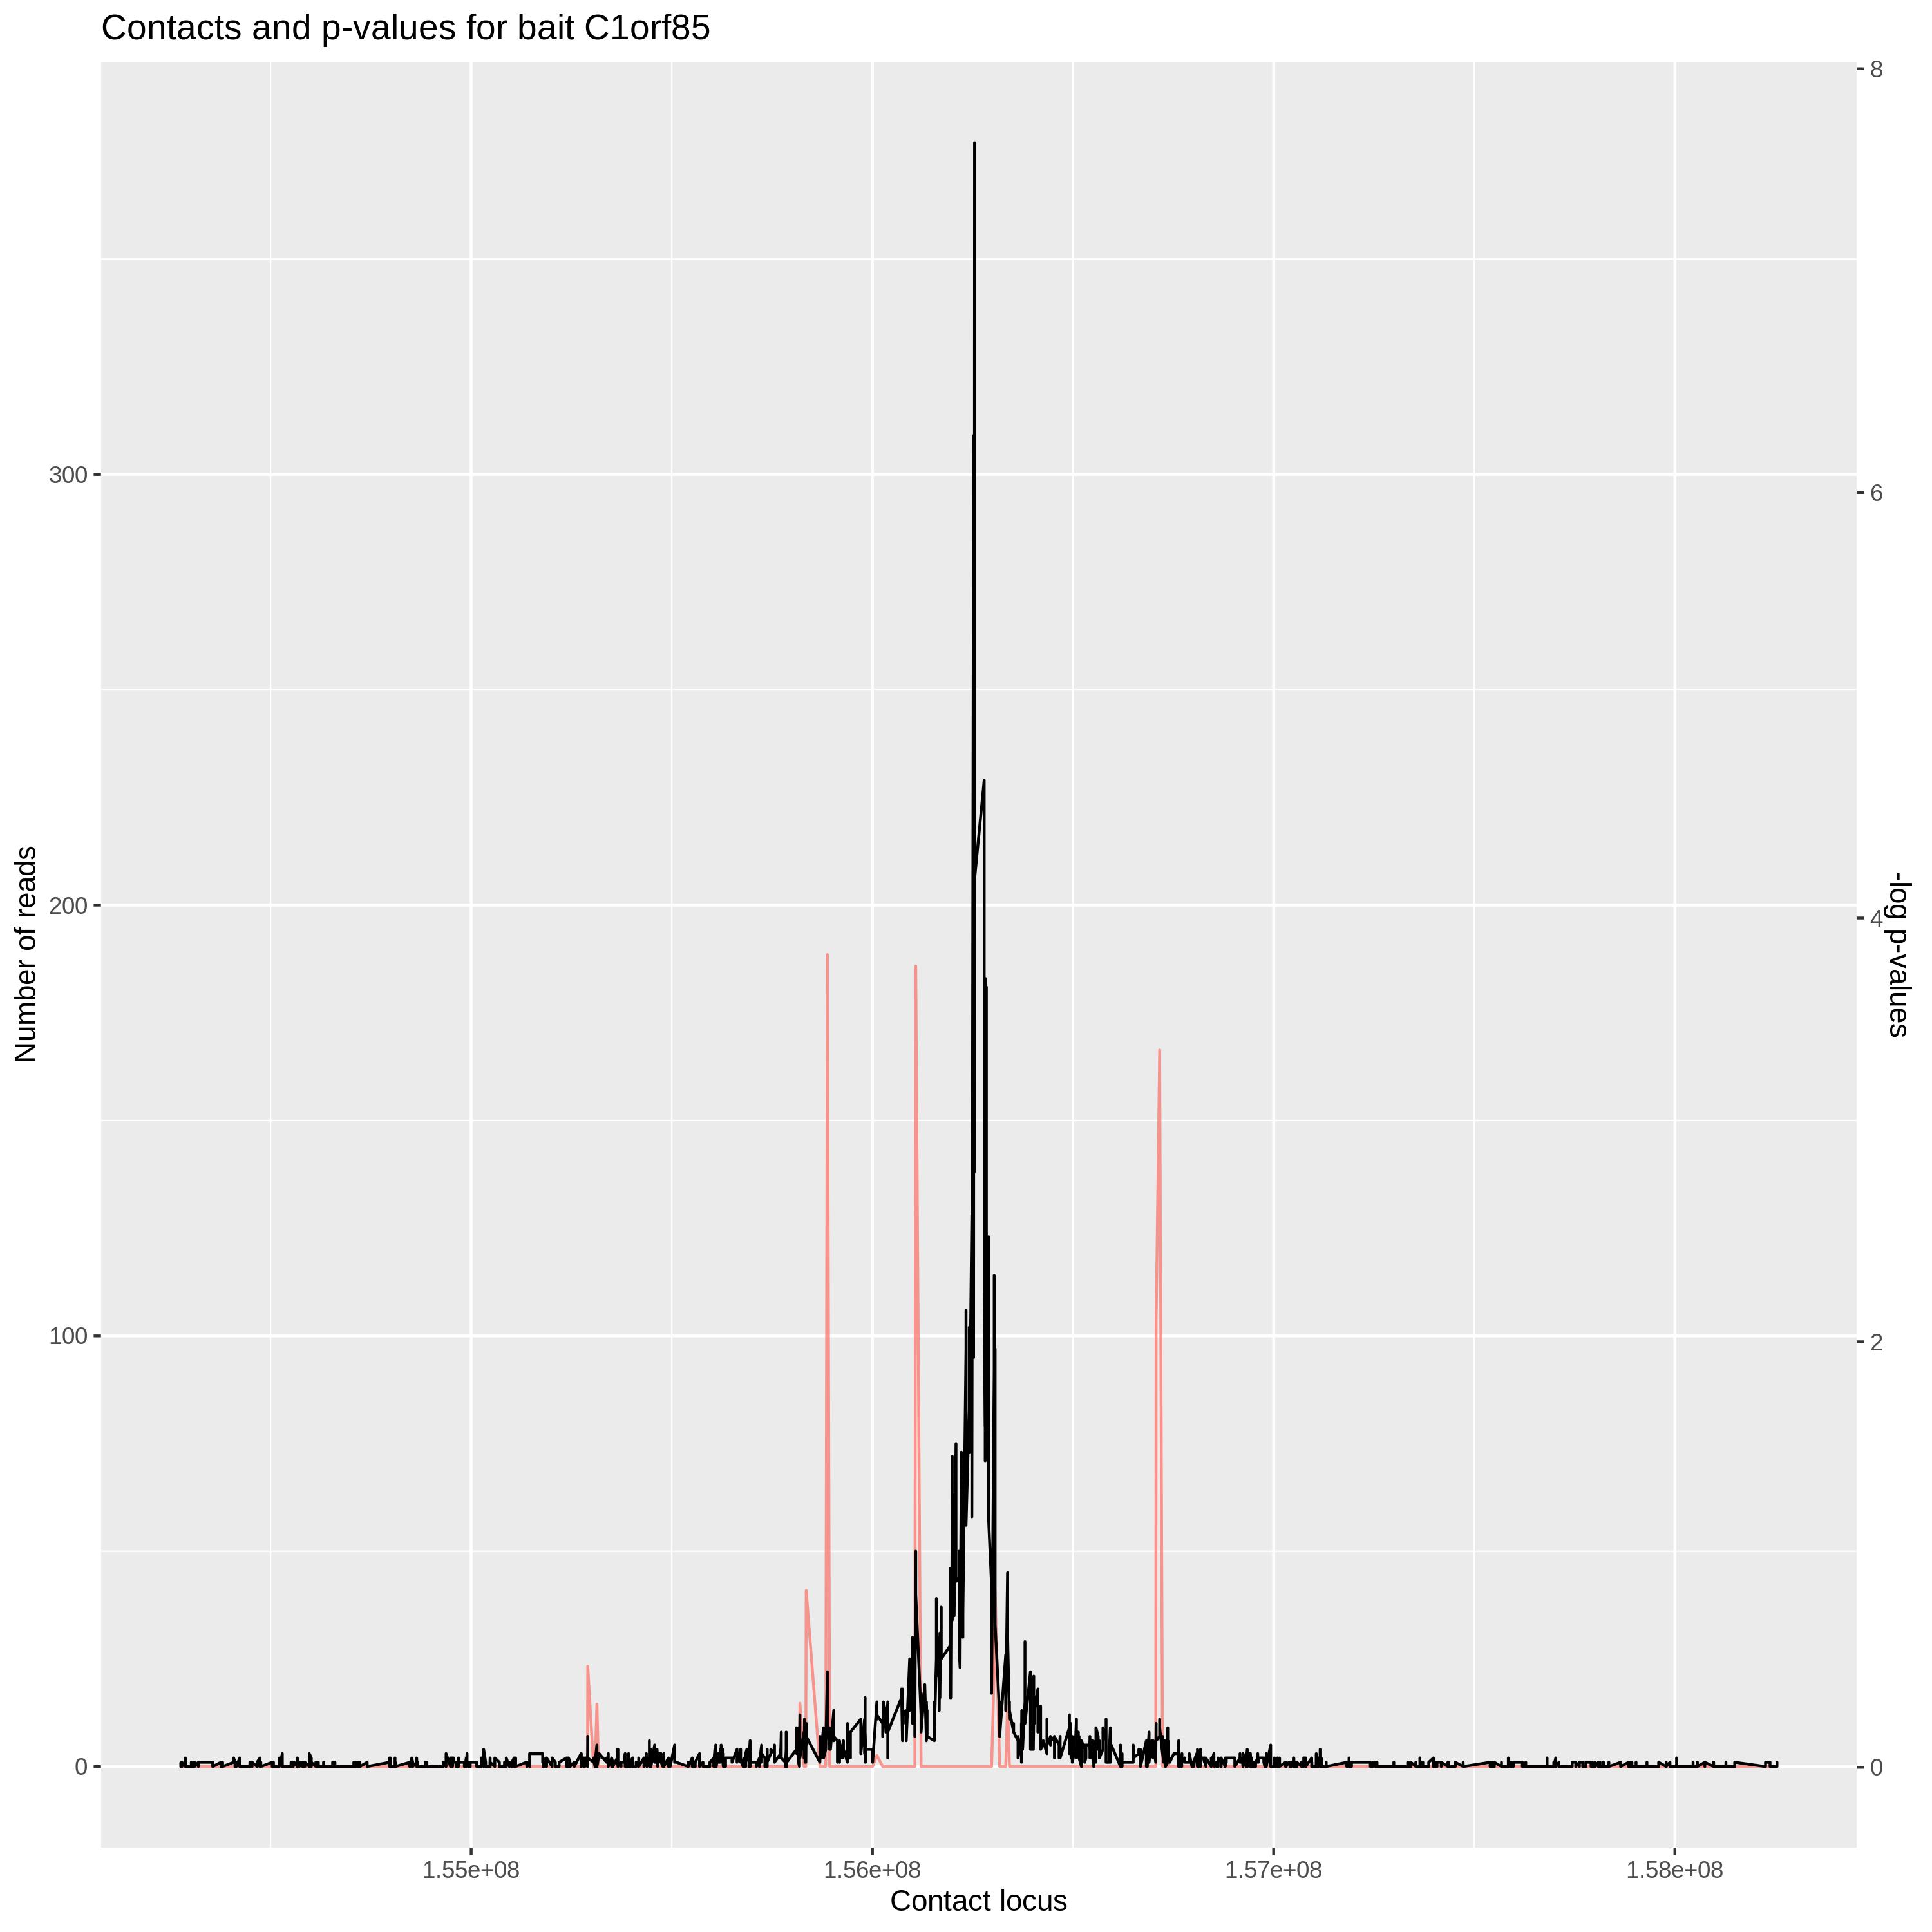 Contacts and p-values for bait C1orf85
8
300
6
200
4
Number of reads
-log p-values
100
2
0
0
1.55e+08
1.56e+08
1.57e+08
1.58e+08
Contact locus